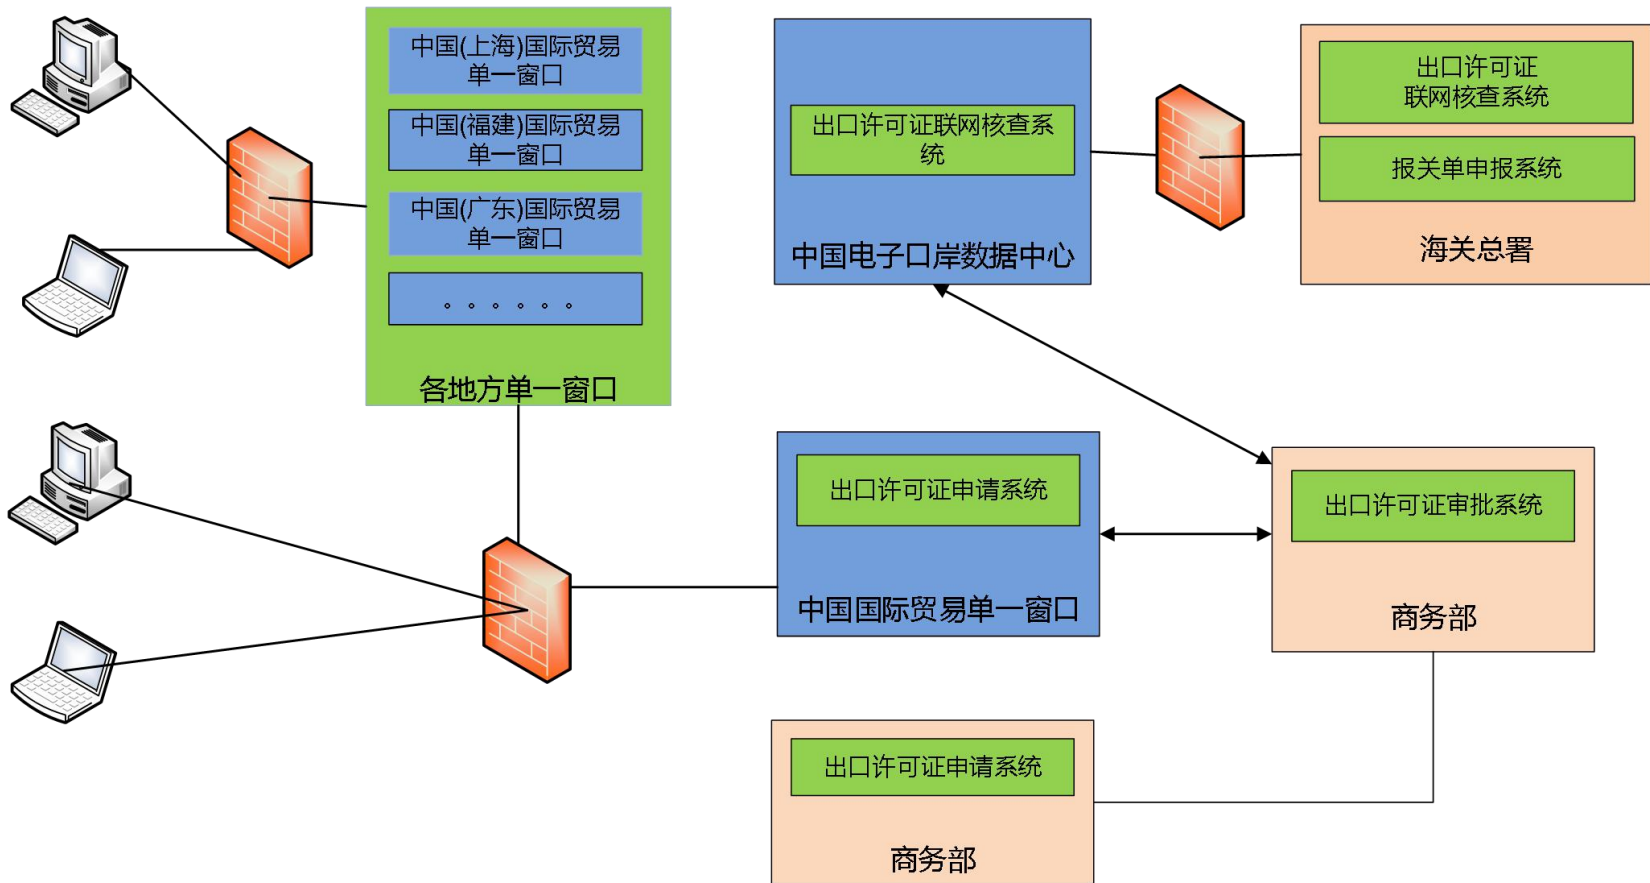 中国(上海)国际贸易
单一窗口
中国(福建)国际贸易
单一窗口
中国(广东)国际贸易
单一窗口
。。。。。。
各地方单一窗口
出口许可证联网核查系
统
中国电子口岸数据中心
出口许可证
联网核查系统
报关单申报系统
海关总署
出口许可证申请系统
中国国际贸易单一窗口
出口许可证审批系统
商务部
出口许可证申请系统
商务部